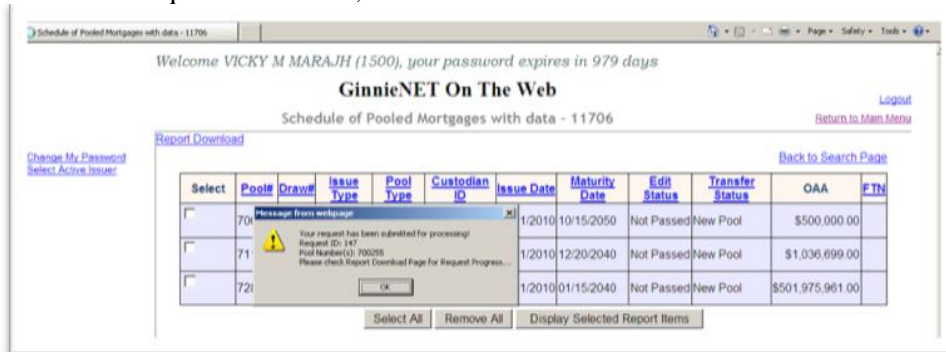 Schedule of Pooled Mortgages with data - 11706
Page Safety Tools
Welcome VICKY M MARAJH (1500), your password expires in 979 days
GinnieNET On The Web
Logout
Schedule of Pooled Mortgages with data - 11706
Return to Main Menu
Report Download
Change My Password
Select Active Issuer
Back to Search Page
Select Pool# Draw# Issue Type Pool Type Custodian ID Issue Date Maturity Date Edit Status Transfer Status OAA FTN
1/2010 10/15/2050 Not Passed New Pool $500,000.00
1/2010 12/20/2040 Not Passed New Pool $1,036,699.00
1/2010 01/15/2040 Not Passed New Pool $501,975,961.00
Message from webpage
Your request has been submitted for processing!
Request ID: 147
Pool Number(s): 700255
Please check Report Download Page for Request Progress...
OK
Select All Remove All Display Selected Report Items